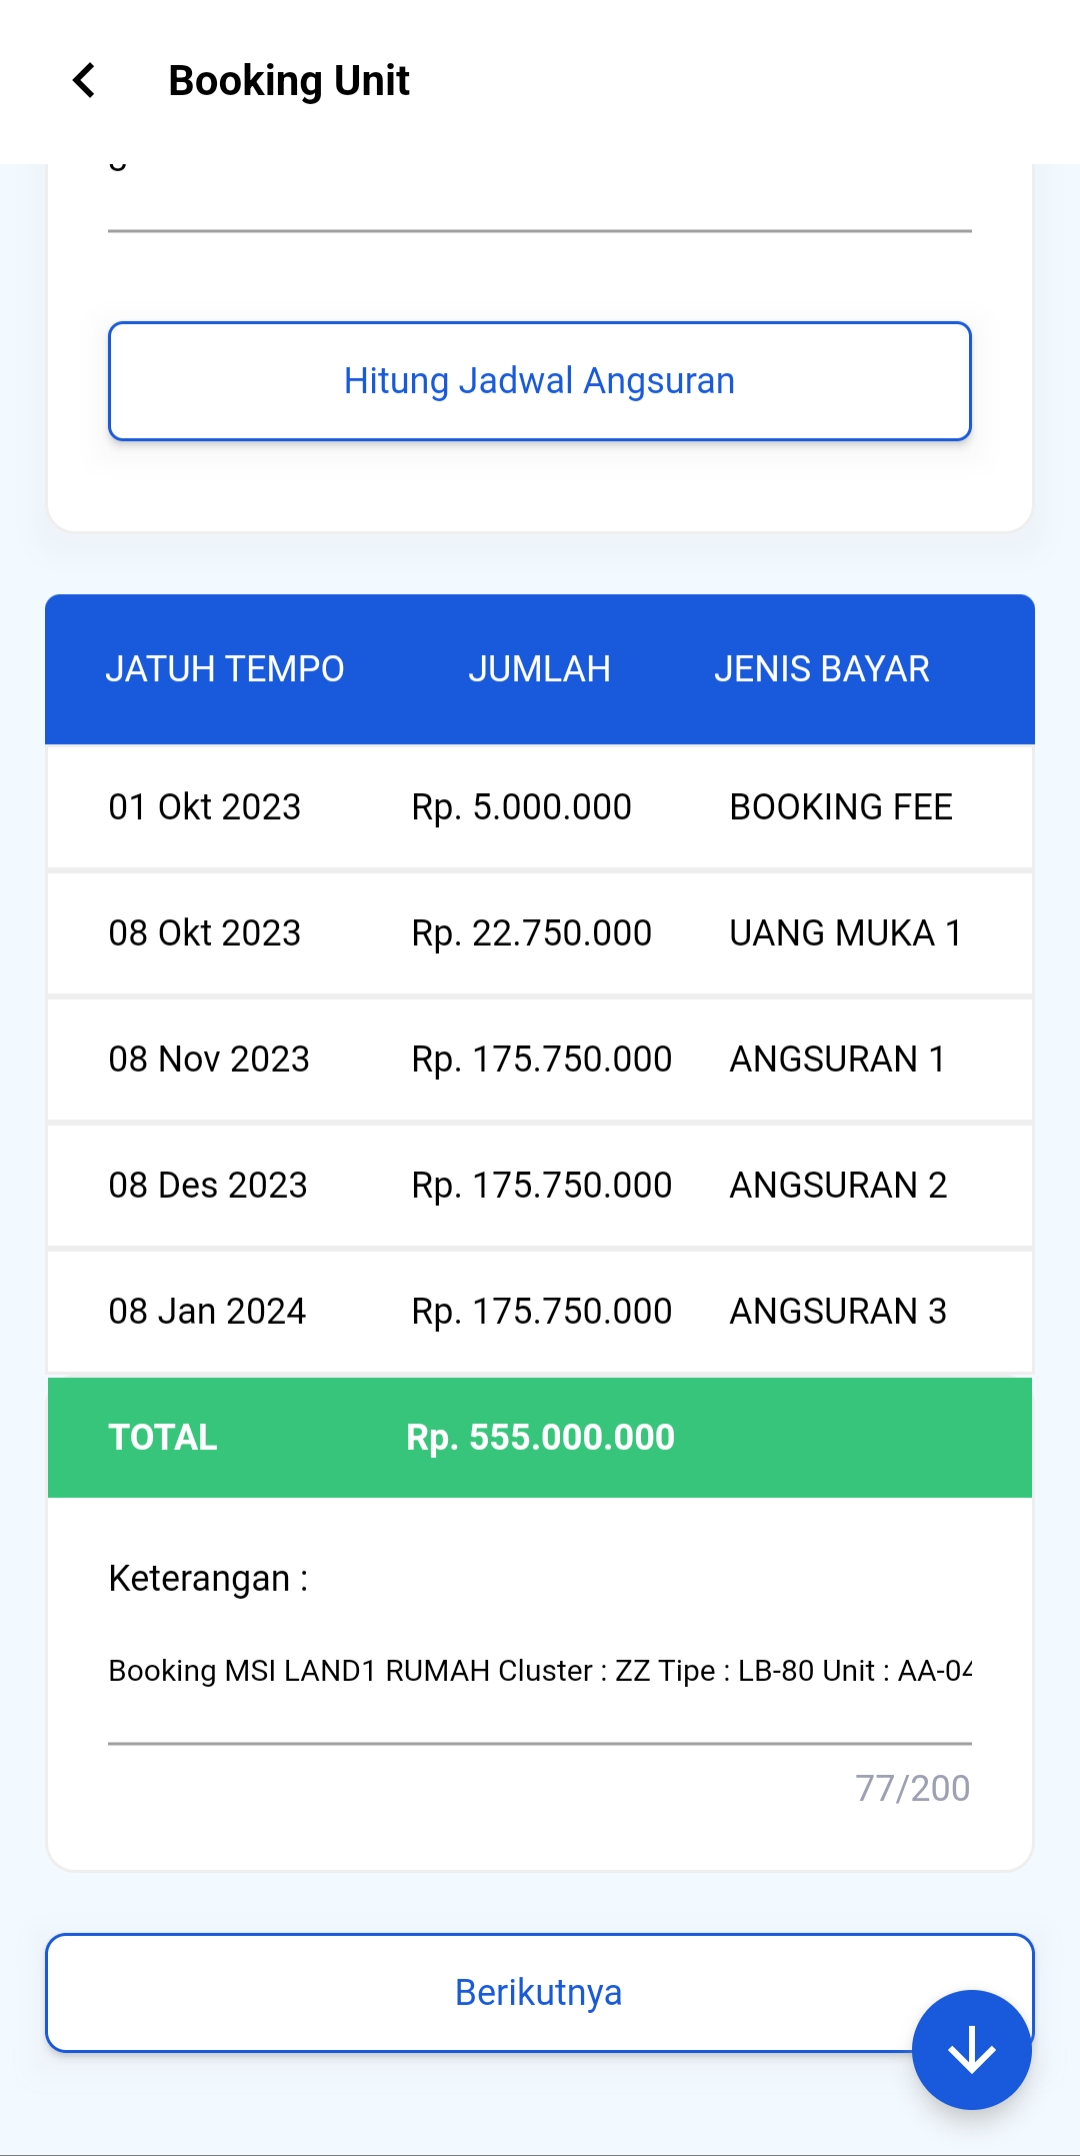 Booking Unit
Hitung Jadwal Angsuran
JATUH TEMPO JUMLAH JENIS BAYAR
01 Okt 2023 Rp. 5.000.000 BOOKING FEE
08 Okt 2023 Rp. 22.750.000 UANG MUKA 1
08 Nov 2023 Rp. 175.750.000 ANGSURAN 1
08 Des 2023 Rp. 175.750.000 ANGSURAN 2
08 Jan 2024 Rp. 175.750.000 ANGSURAN 3
TOTAL Rp. 555.000.000
Keterangan :
Booking MSI LAND1 RUMAH Cluster : ZZ Tipe : LB-80 Unit : AA-04
77/200
Berikutnya